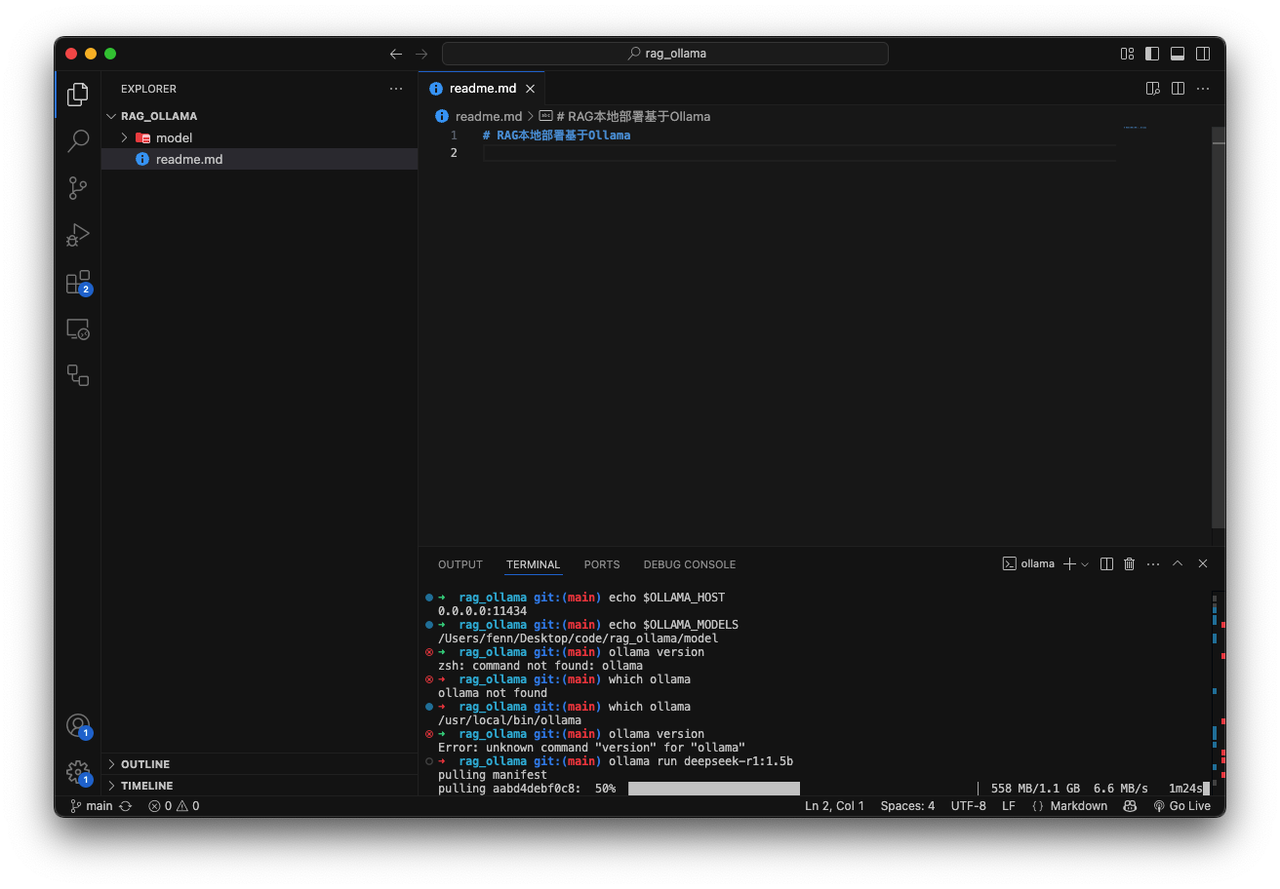 rag_ollama
EXPLORER
RAG_OLLAMA
model
readme.md
2
1
1
OUTLINE
TIMELINE
readme.md
readme.md > # RAG本地部署基于Ollama
1 # RAG本地部署基于Ollama
2
OUTPUT TERMINAL PORTS DEBUG CONSOLE ollama
→ rag_ollama git:(main) echo $OLLAMA_HOST
0.0.0.0:11434
→ rag_ollama git:(main) echo $OLLAMA_MODELS
/Users/fenn/Desktop/code/rag_ollama/model
→ rag_ollama git:(main) ollama version
zsh: command not found: ollama
→ rag_ollama git:(main) which ollama
ollama not found
→ rag_ollama git:(main) which ollama
/usr/local/bin/ollama
→ rag_ollama git:(main) ollama version
Error: unknown command "version" for "ollama"
→ rag_ollama git:(main) ollama run deepseek-r1:1.5b
pulling manifest
pulling aabd4debf0c8: 50% | 558 MB/1.1 GB 6.6 MB/s 1m24s
main 0 0 Ln 2, Col 1 Spaces: 4 UTF-8 LF {} Markdown Go Live